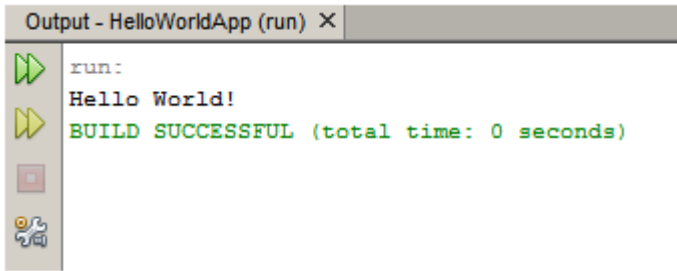 Output - HelloWorldApp (run) X
run:
Hello World!
BUILD SUCCESSFUL (total time: 0 seconds)